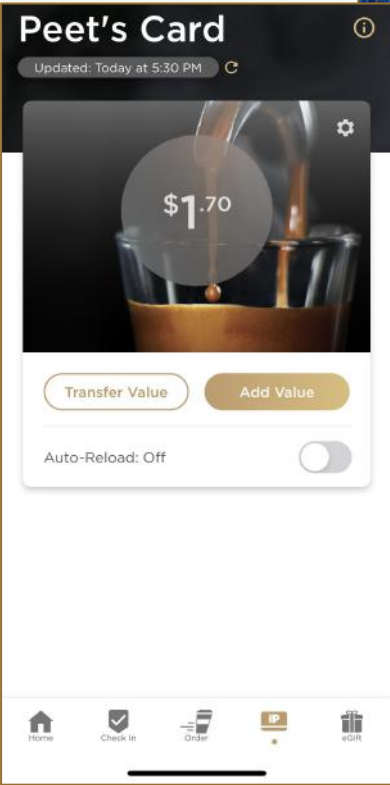 Peet's Card
Updated: Today at 5:30 PM
$1.70
Transfer Value
Add Value
Auto-Reload: Off
Home
Check In
Order
eGift